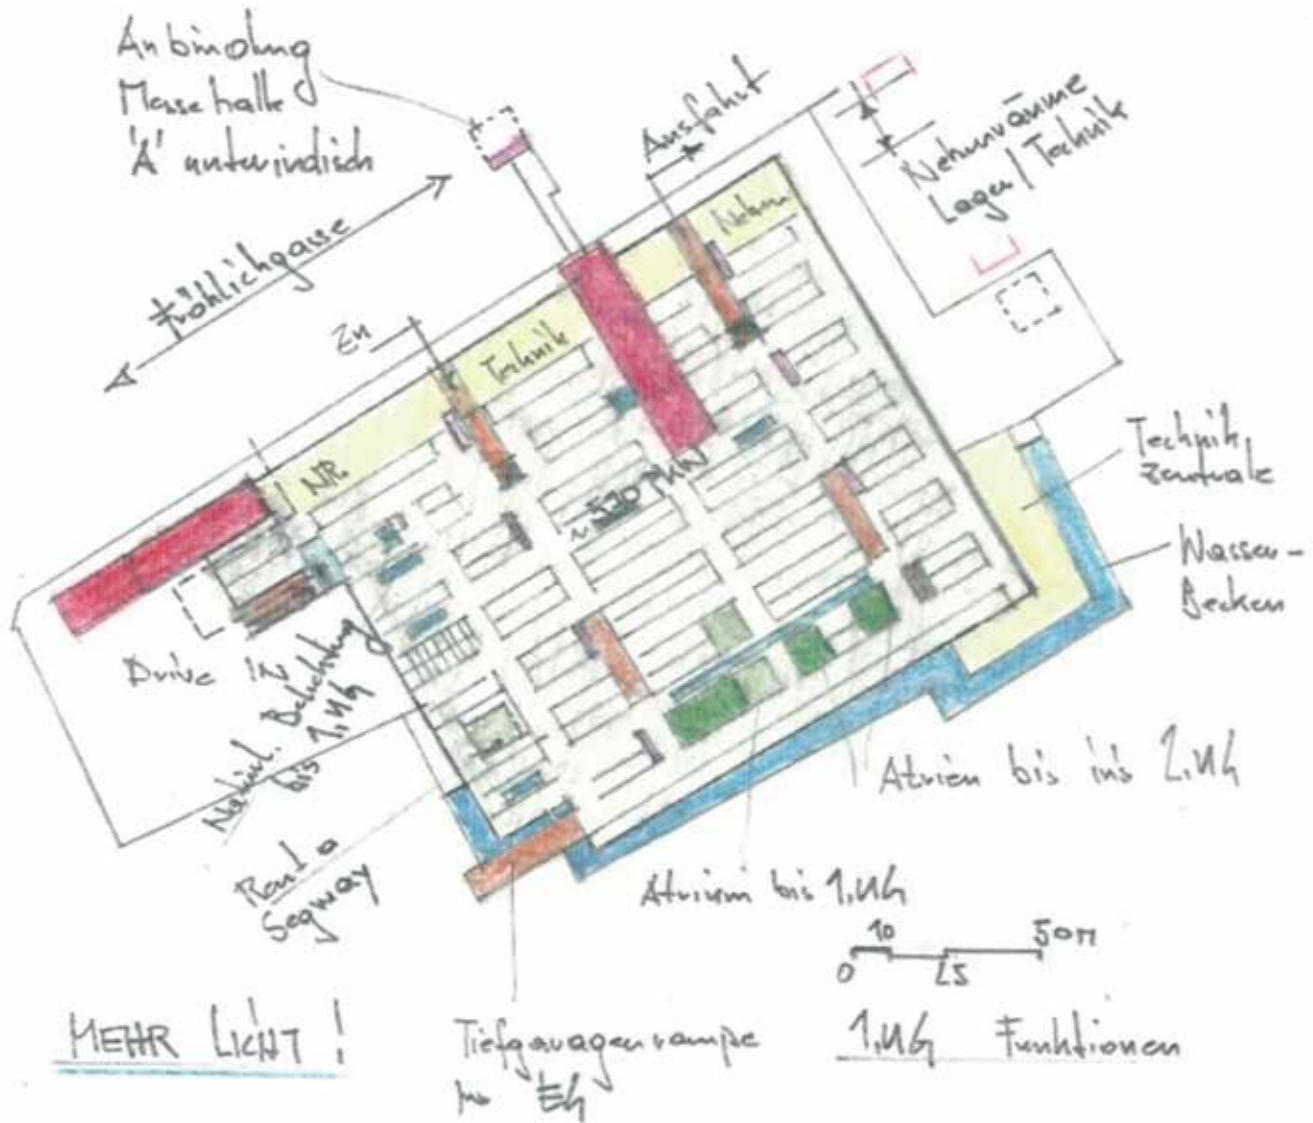 Anbindung
Messehalle
'A' unterirdisch
Fröhlichgasse
Ausfahrt
Nebenräume
Lager/Technik
Ein
Neben.
Technik
NR.
~ 520 PKW
Technik
zentrale
Wasser-
Becken
Drive IN
Natürl. Belichtung
bis 1.UG
Rent a
Segway
Atrien bis ins 2.UG
Atrium bis 1.UG
0 10 25 50m
MEHR LICHT!
Tiefgaragenrampe
ins EG
1.UG Funktionen